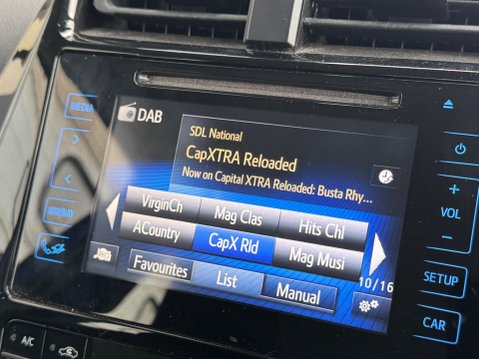 MEDIA
DAB
SDL National
CapXTRA Reloaded
Now on Capital XTRA Reloaded: Busta Rhy...
VirginCh
Mag Clas
Hits Chl
ACountry
CapX Rld
Mag Musi
10/16
Favourites
List
Manual
MAP/NAV
VOL
SETUP
CAR
A/C